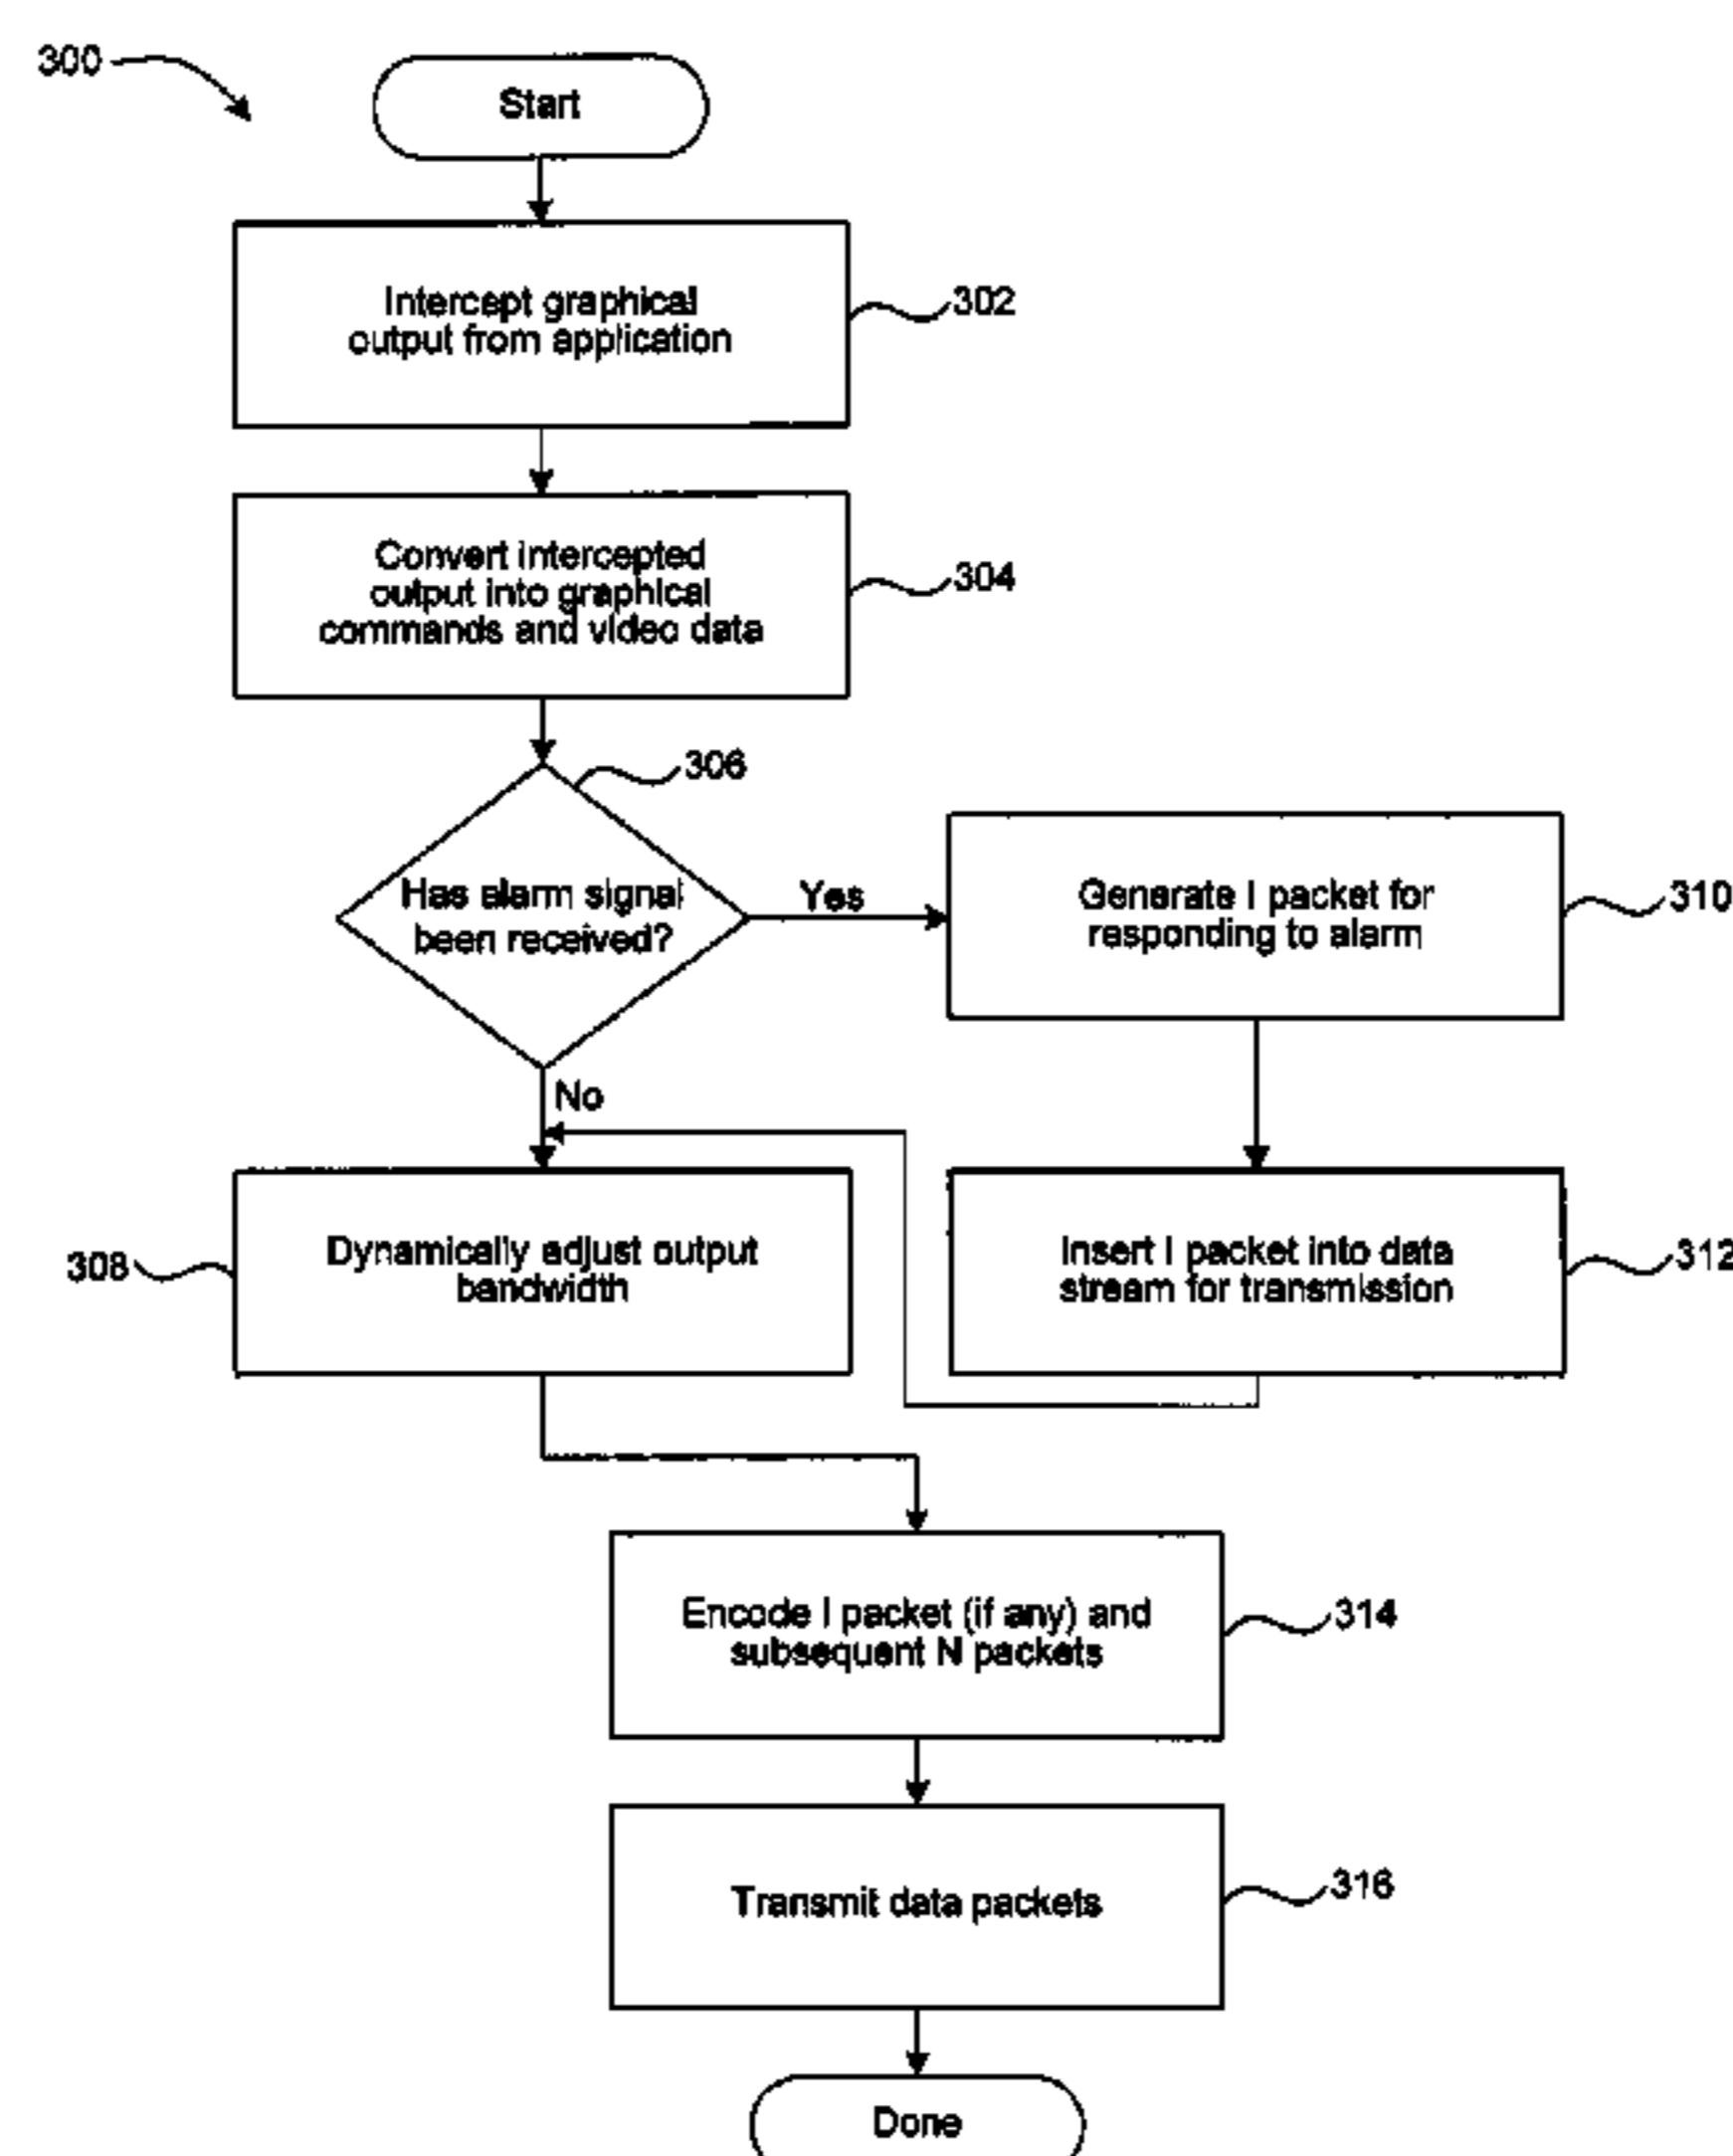 300
Start
Intercept graphical
output from application
302
Convert intercepted
output into graphical
commands and video data
304
306
Has alarm signal
been received?
Yes
Generate I packet for
responding to alarm
310
No
308
Dynamically adjust output
bandwidth
Insert I packet into data
stream for transmission
312
Encode I packet (if any) and
subsequent N packets
314
Transmit data packets
316
Done